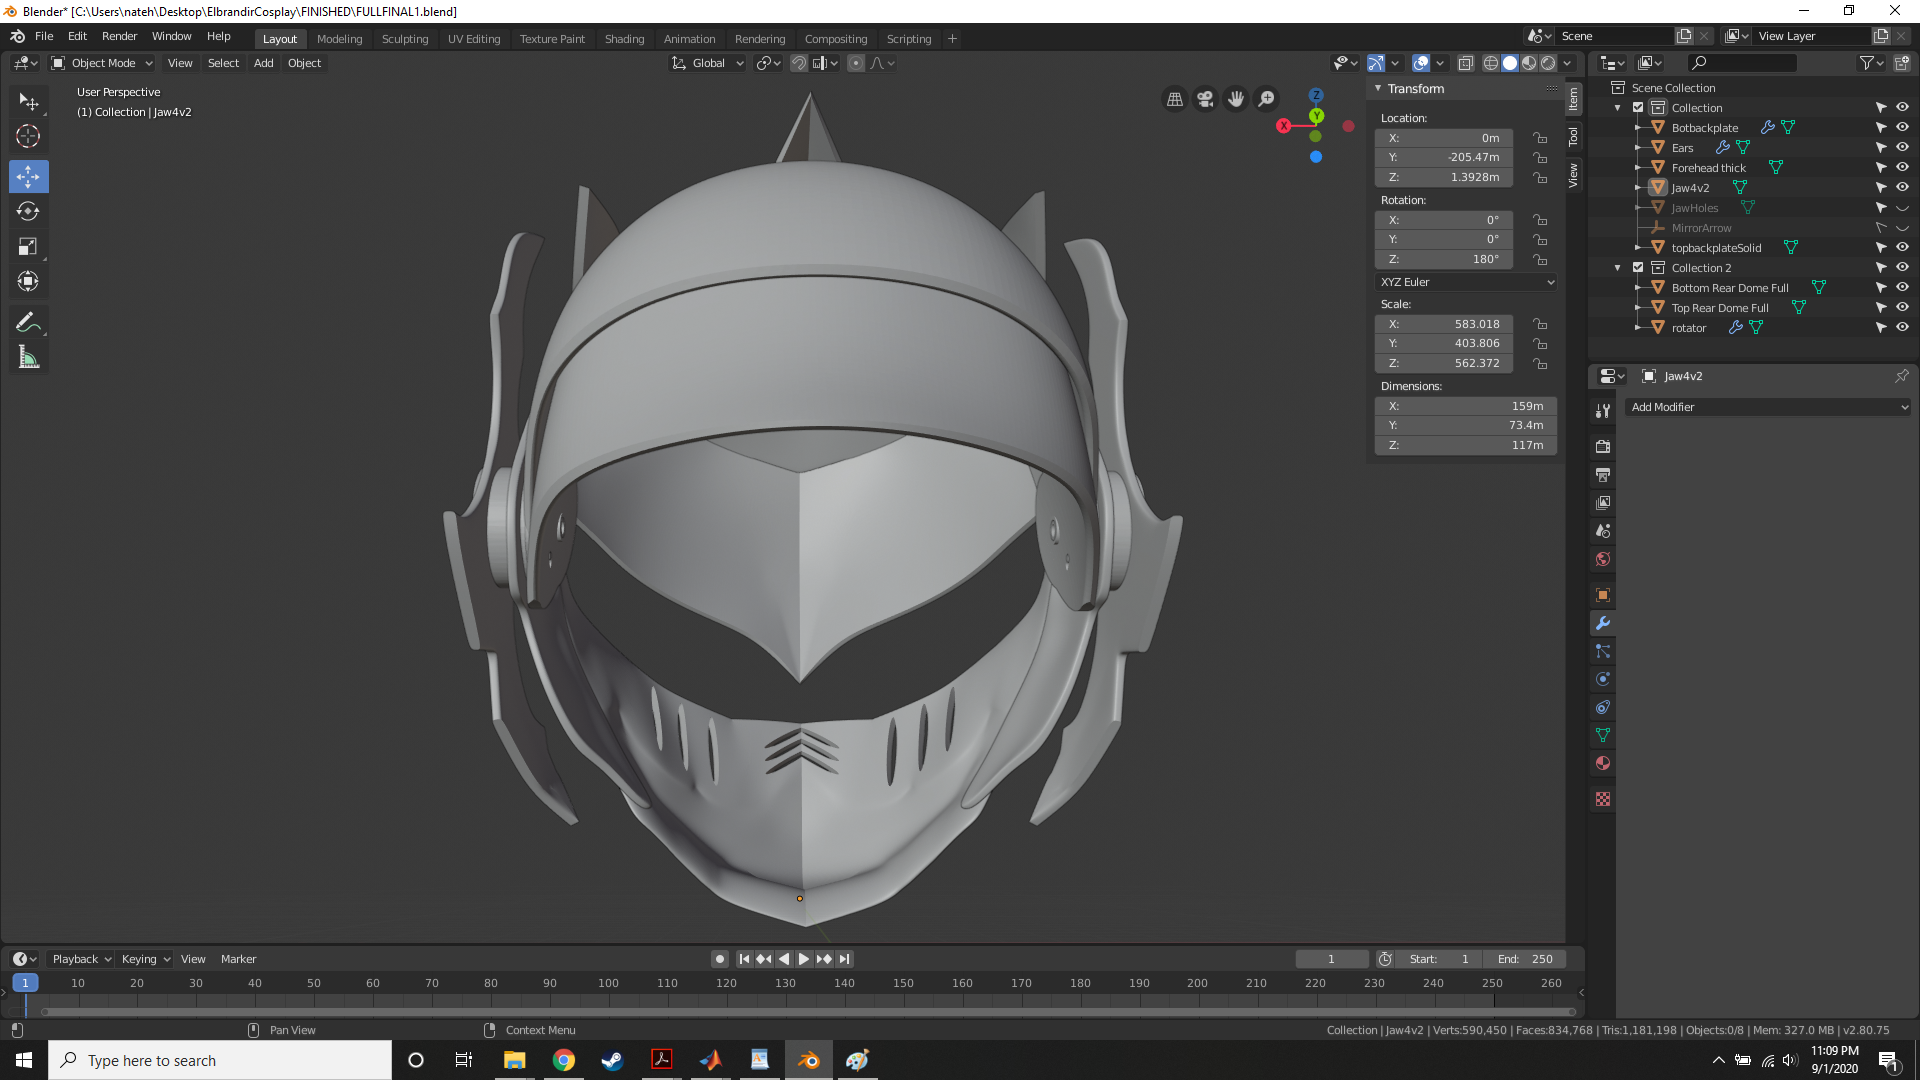 Blender* [C:\Users\nateh\Desktop\ElbrandirCosplay\FINISHED\FULLFINAL1.blend]
File Edit Render Window Help
Layout Modeling Sculpting UV Editing Texture Paint Shading Animation Rendering Compositing Scripting +
Scene
View Layer
Object Mode View Select Add Object
Global
User Perspective
(1) Collection | Jaw4v2
Z
Y
X
Transform
Location:
X: 0m
Y: -205.47m
Z: 1.3928m
Rotation:
X: 0°
Y: 0°
Z: 180°
XYZ Euler
Scale:
X: 583.018
Y: 403.806
Z: 562.372
Dimensions:
X: 159m
Y: 73.4m
Z: 117m
Item
Tool
View
Scene Collection
Collection
Botbackplate
Ears
Forehead thick
Jaw4v2
JawHoles
MirrorArrow
topbackplateSolid
Collection 2
Bottom Rear Dome Full
Top Rear Dome Full
rotator
Jaw4v2
Add Modifier
Playback Keying View Marker
1
Start: 1
End: 250
1 10 20 30 40 50 60 70 80 90 100 110 120 130 140 150 160 170 180 190 200 210 220 230 240 250 260
Pan View
Context Menu
Collection | Jaw4v2 | Verts:590,450 | Faces:834,768 | Tris:1,181,198 | Objects:0/8 | Mem: 327.0 MB | v2.80.75
Type here to search
11:09 PM
9/1/2020
1